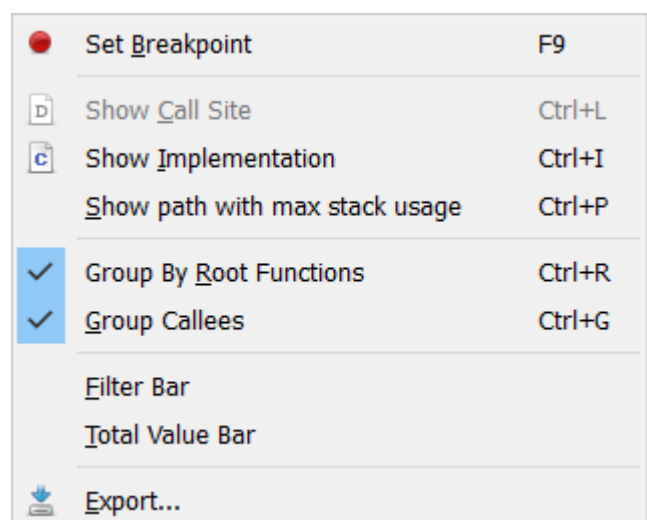 Set Breakpoint F9
D Show Call Site Ctrl+L
C Show Implementation Ctrl+I
Show path with max stack usage Ctrl+P
Group By Root Functions Ctrl+R
Group Callees Ctrl+G
Filter Bar
Total Value Bar
Export...